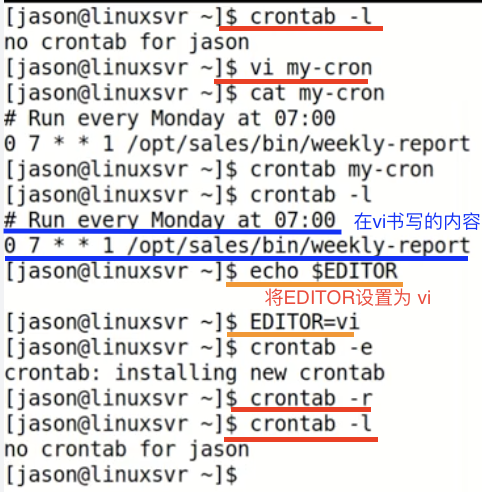 [jason@linuxsvr ~]$ crontab -l
no crontab for jason
[jason@linuxsvr ~]$ vi my-cron
[jason@linuxsvr ~]$ cat my-cron
# Run every Monday at 07:00
0 7 * * 1 /opt/sales/bin/weekly-report
[jason@linuxsvr ~]$ crontab my-cron
[jason@linuxsvr ~]$ crontab -l
# Run every Monday at 07:00 在vi书写的内容
0 7 * * 1 /opt/sales/bin/weekly-report
[jason@linuxsvr ~]$ echo $EDITOR
将EDITOR设置为 vi
[jason@linuxsvr ~]$ EDITOR=vi
[jason@linuxsvr ~]$ crontab -e
crontab: installing new crontab
[jason@linuxsvr ~]$ crontab -r
[jason@linuxsvr ~]$ crontab -l
no crontab for jason
[jason@linuxsvr ~]$